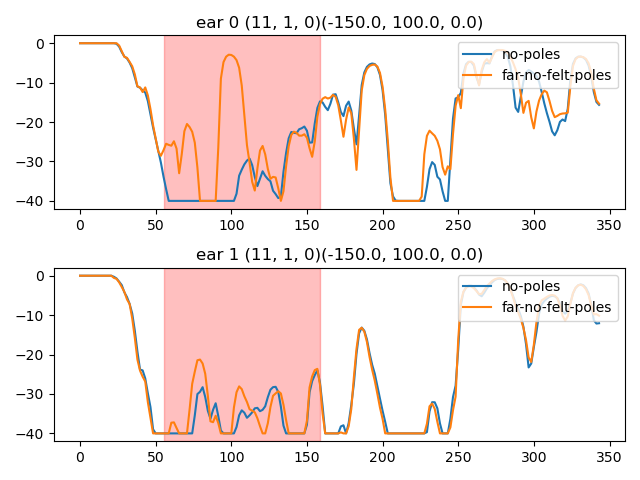 ear 0 (11, 1, 0)(-150.0, 100.0, 0.0)
0
−10
−20
−30
−40
no-poles
far-no-felt-poles
0 50 100 150 200 250 300 350
ear 1 (11, 1, 0)(-150.0, 100.0, 0.0)
0
−10
−20
−30
−40
no-poles
far-no-felt-poles
0 50 100 150 200 250 300 350